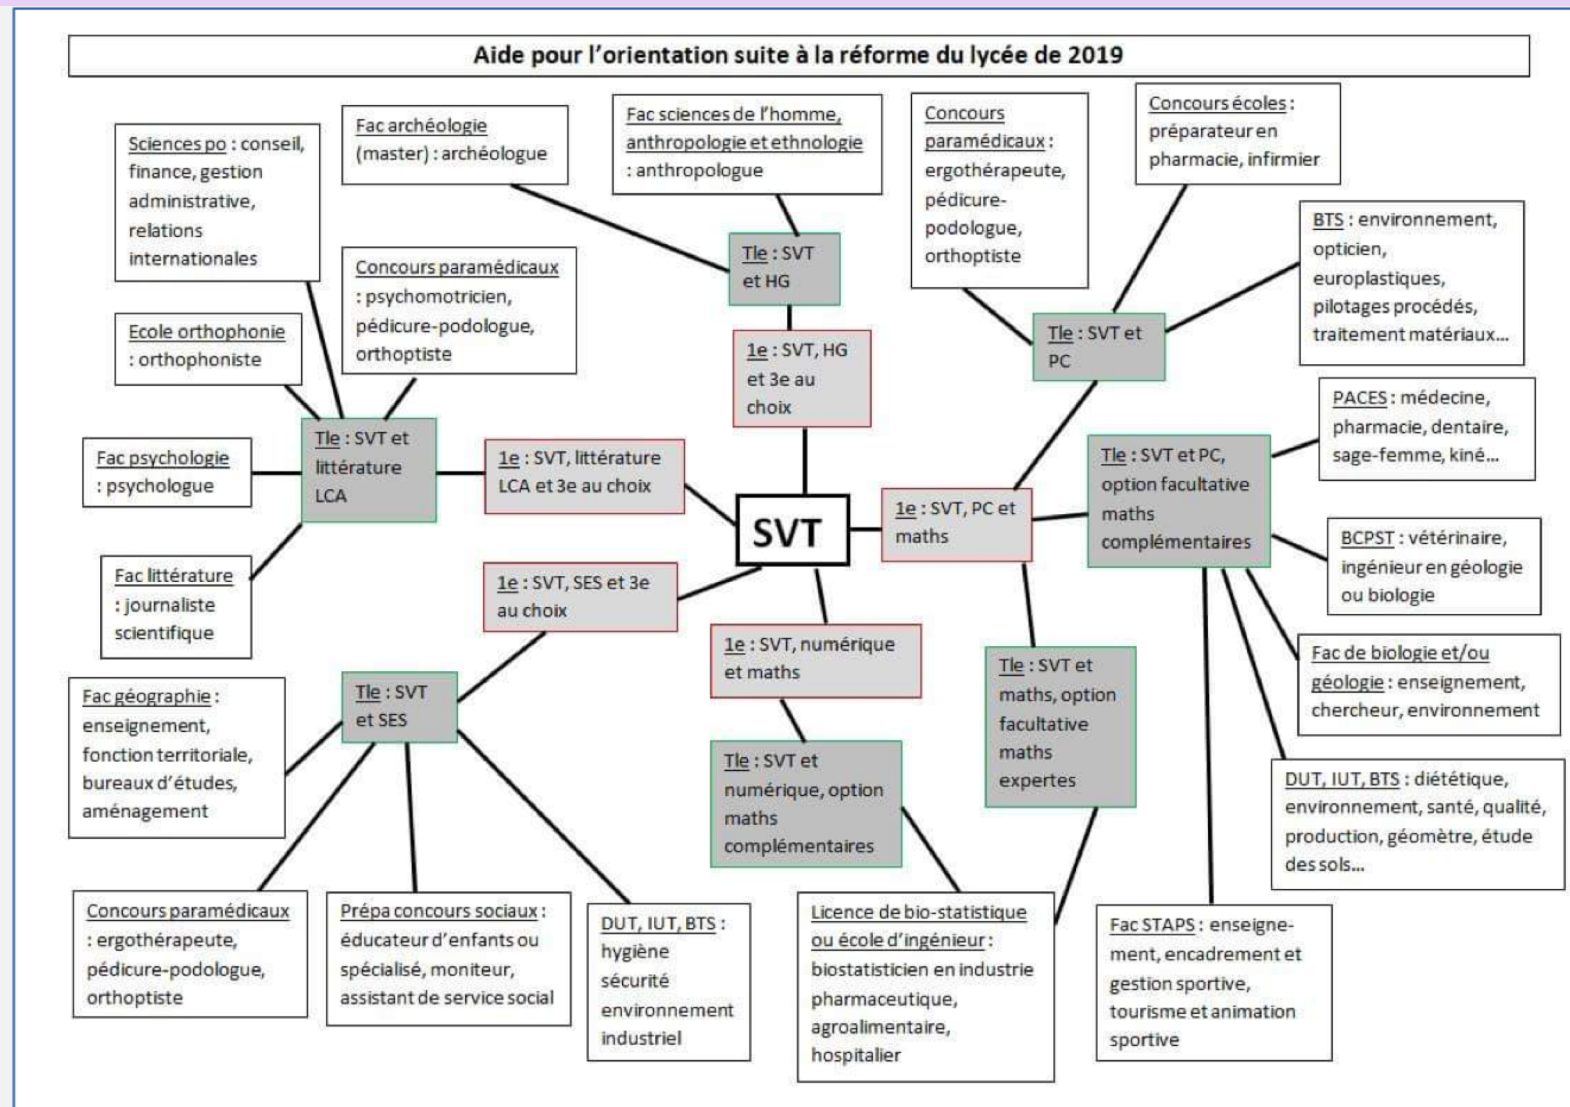 Aide pour l'orientation suite à la réforme du lycée de 2019
Sciences po : conseil,
finance, gestion
administrative,
relations
internationales
Fac archéologie
(master) : archéologue
Fac sciences de l'homme,
anthropologie et ethnologie
: anthropologue
Concours
paramédicaux :
ergothérapeute,
pédicure-
podologue,
orthoptiste
Concours écoles :
préparateur en
pharmacie, infirmier
BTS : environnement,
opticien,
europlastiques,
pilotages procédés,
traitement matériaux...
Concours paramédicaux
: psychomotricien,
pédicure-podologue,
orthoptiste
Ecole orthophonie
: orthophoniste
Tle : SVT
et HG
1e : SVT, HG
et 3e au
choix
Tle : SVT et
PC
PACES : médecine,
pharmacie, dentaire,
sage-femme, kiné...
Fac psychologie
: psychologue
Tle : SVT et
littérature
LCA
1e : SVT, littérature
LCA et 3e au choix
SVT
1e : SVT, PC et
maths
Tle : SVT et PC,
option facultative
maths
complémentaires
BCPST : vétérinaire,
ingénieur en géologie
ou biologie
Fac littérature
: journaliste
scientifique
1e : SVT, SES et 3e
au choix
1e : SVT, numérique
et maths
Tle : SVT et
maths, option
facultative
maths
expertes
Fac de biologie et/ou
géologie : enseignement,
chercheur, environnement
Fac géographie :
enseignement,
fonction territoriale,
bureaux d'études,
aménagement
Tle : SVT
et SES
Tle : SVT et
numérique, option
maths
complémentaires
DUT, IUT, BTS : diététique,
environnement, santé, qualité,
production, géomètre, étude
des sols...
Concours paramédicaux
: ergothérapeute,
pédicure-podologue,
orthoptiste
Prépa concours sociaux :
éducateur d'enfants ou
spécialisé, moniteur,
assistant de service social
DUT, IUT, BTS :
hygiène
sécurité
environnement
industriel
Licence de bio-statistique
ou école d'ingénieur :
biostatisticien en industrie
pharmaceutique,
agroalimentaire,
hospitalier
Fac STAPS : enseigne-
ment, encadrement et
gestion sportive,
tourisme et animation
sportive